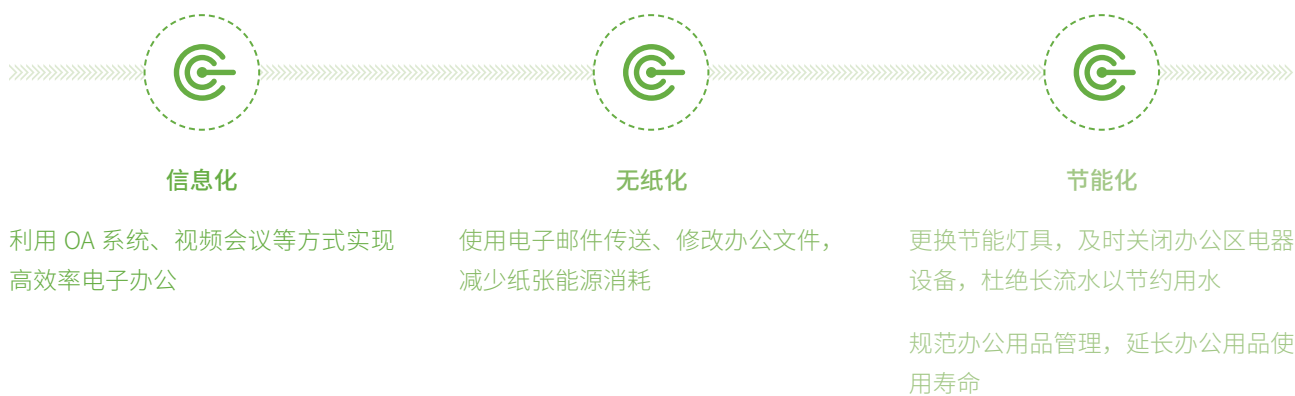 信息化
利用 OA 系统、视频会议等方式实现
高效率电子办公
无纸化
使用电子邮件传送、修改办公文件，
减少纸张能源消耗
节能化
更换节能灯具，及时关闭办公区电器
设备，杜绝长流水以节约用水
规范办公用品管理，延长办公用品使
用寿命